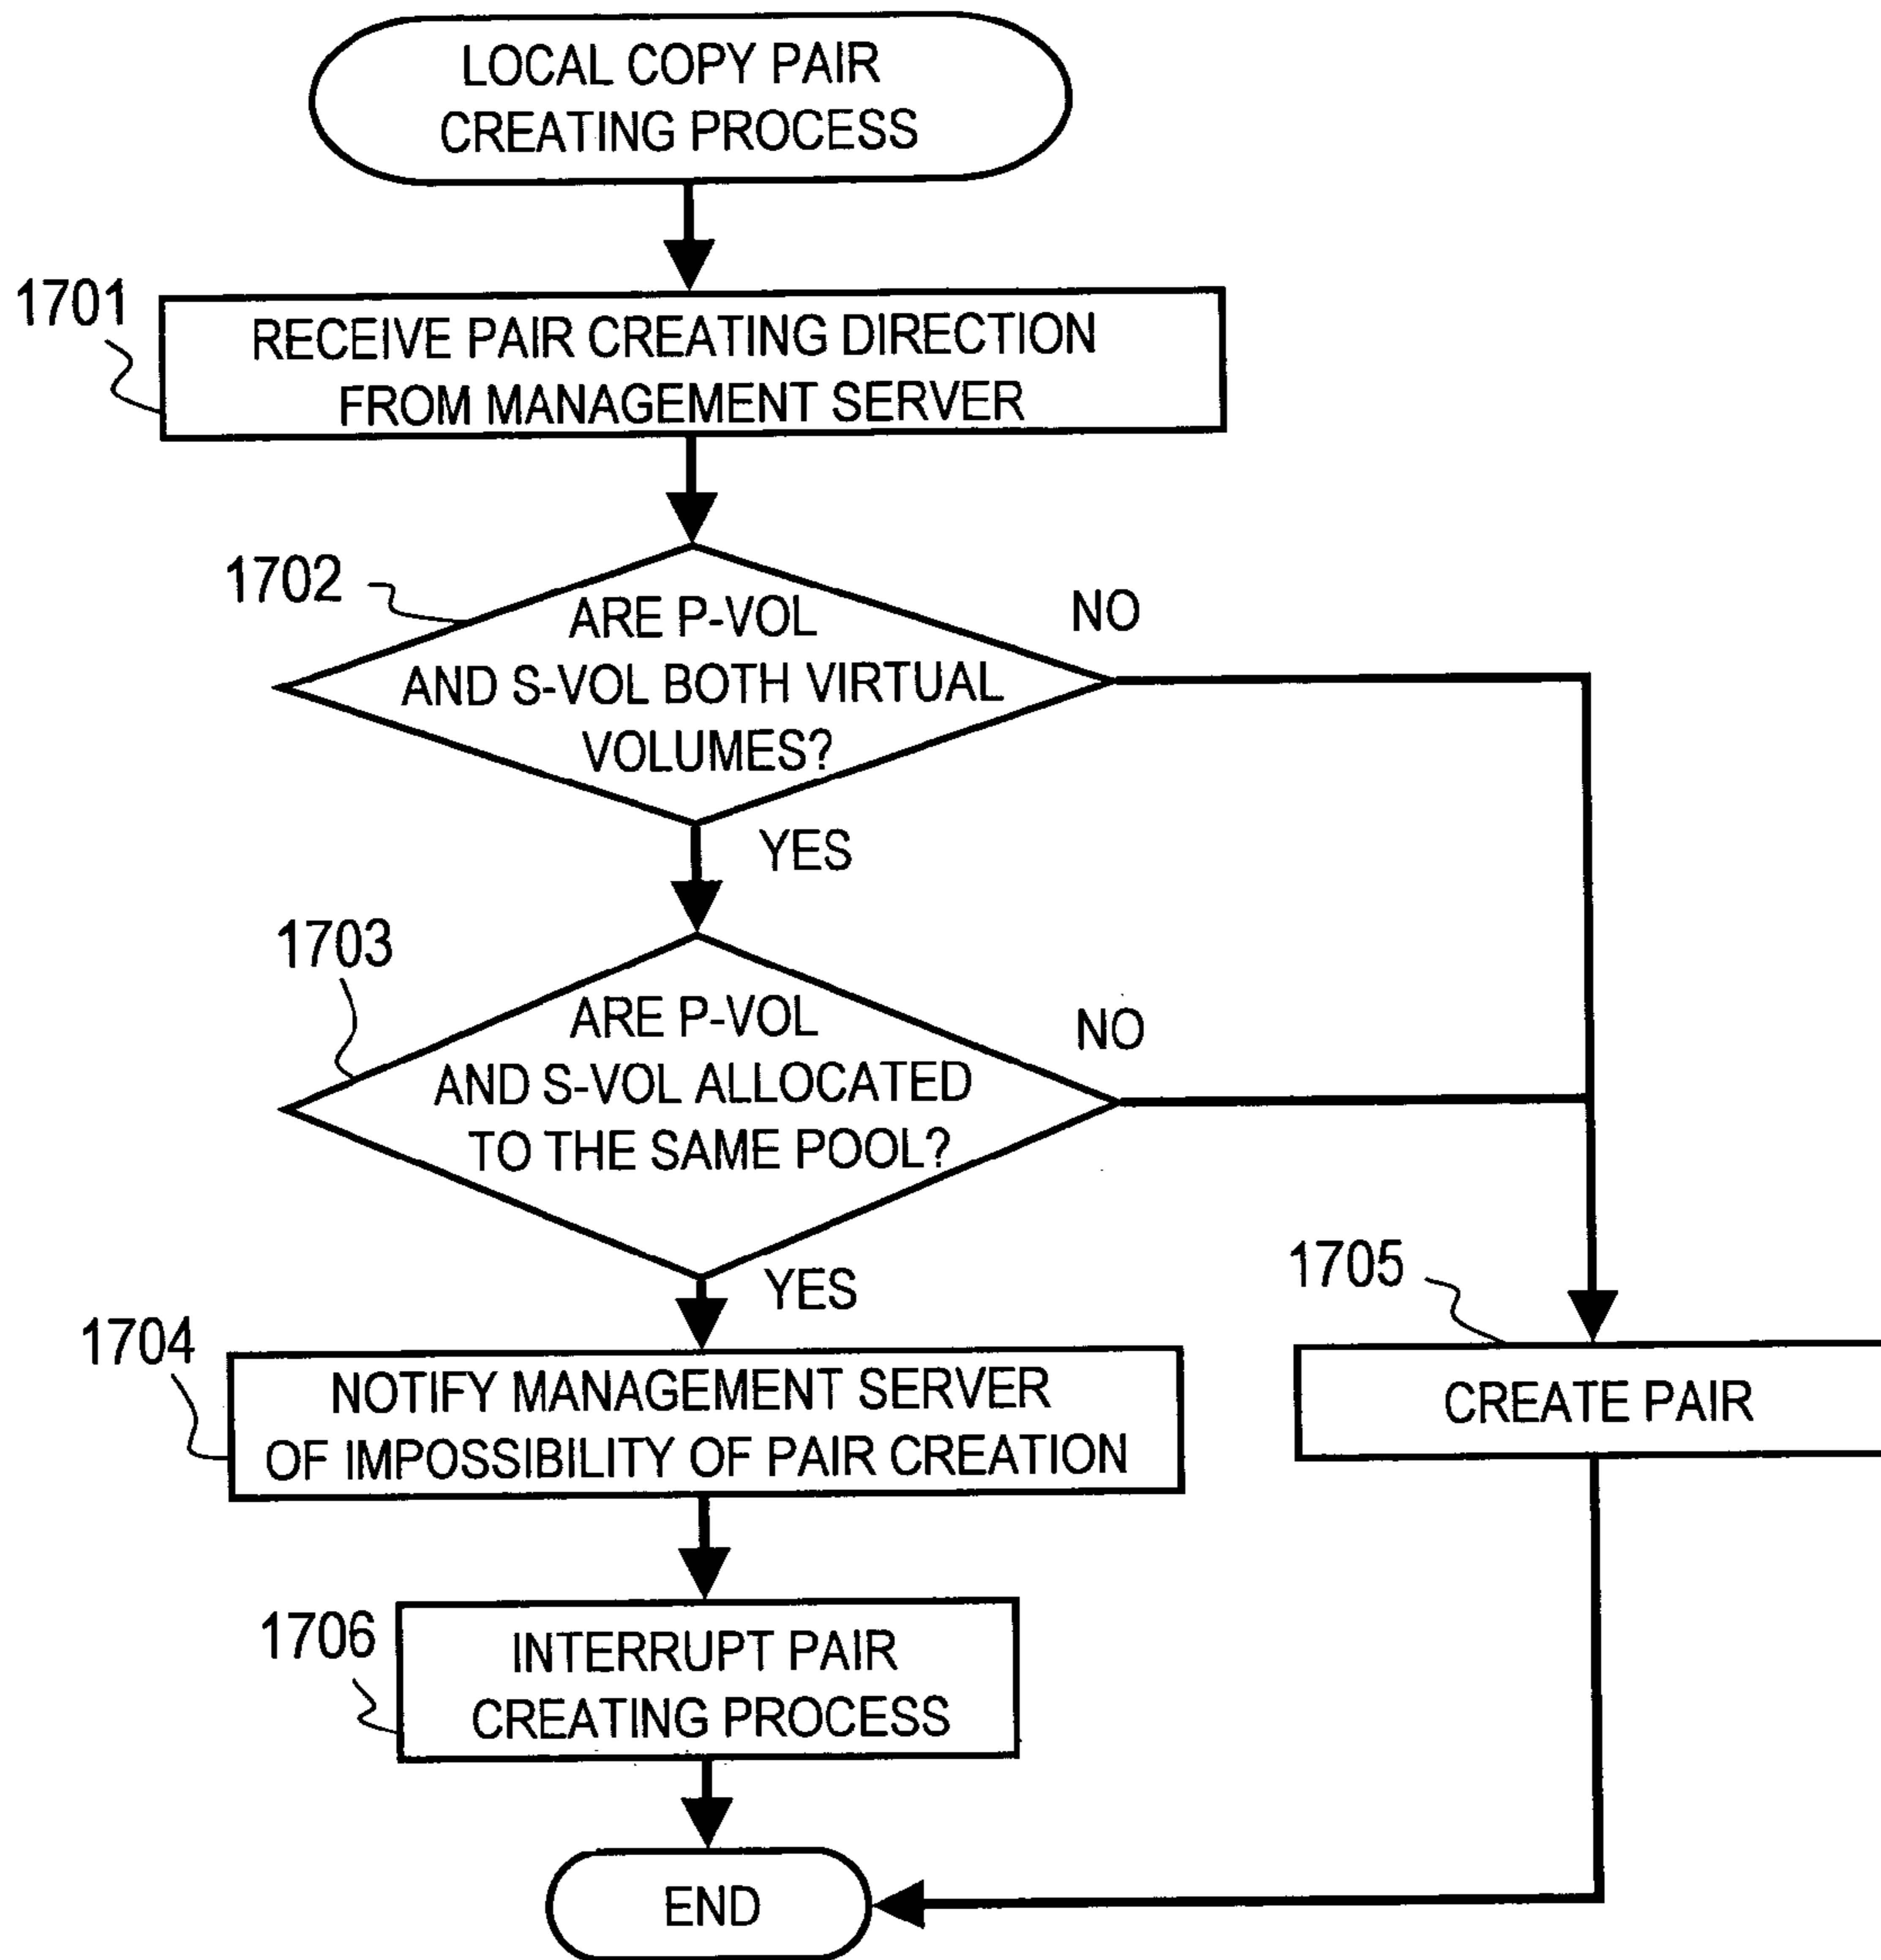 LOCAL COPY PAIR
CREATING PROCESS
1701
RECEIVE PAIR CREATING DIRECTION
FROM MANAGEMENT SERVER
1702
ARE P-VOL
AND S-VOL BOTH VIRTUAL
VOLUMES?
NO
YES
1703
ARE P-VOL
AND S-VOL ALLOCATED
TO THE SAME POOL?
NO
YES
1704
NOTIFY MANAGEMENT SERVER
OF IMPOSSIBILITY OF PAIR CREATION
1705
CREATE PAIR
1706
INTERRUPT PAIR
CREATING PROCESS
END